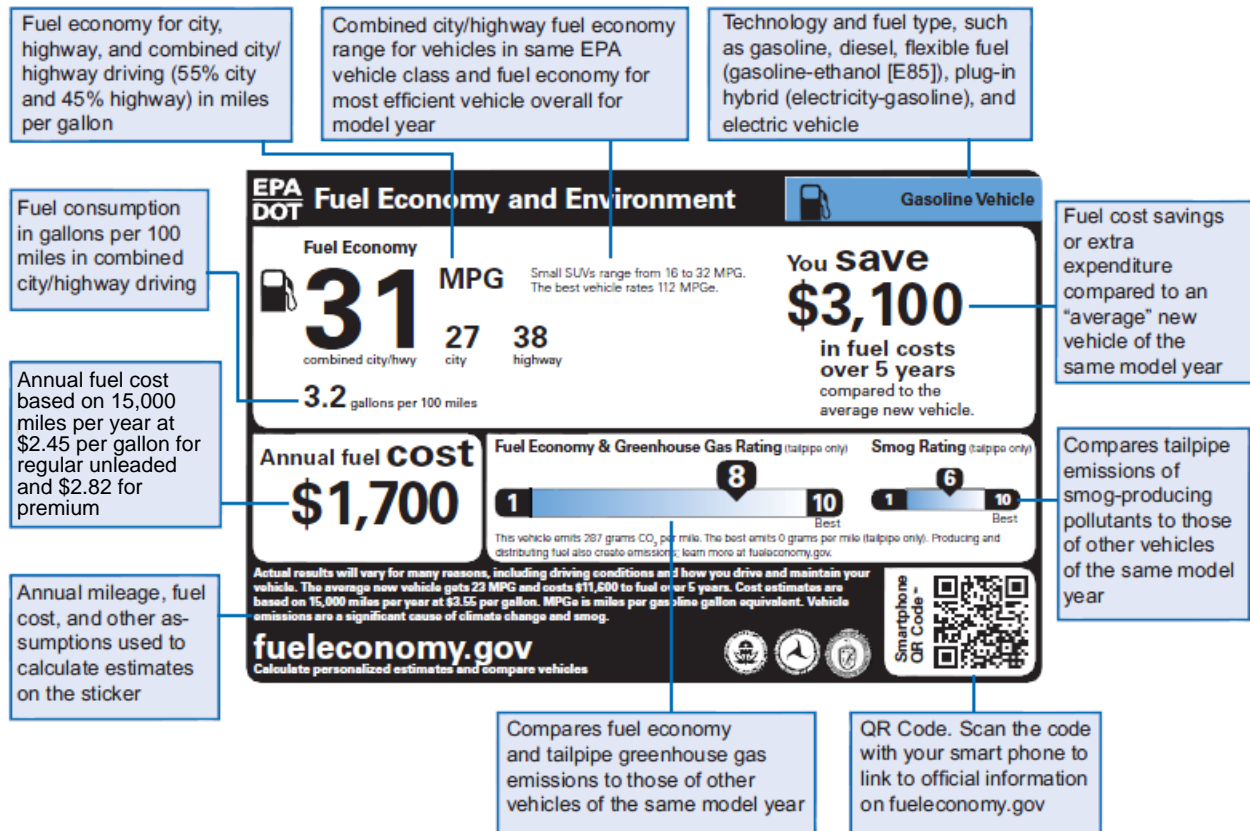 Fuel economy for city,
highway, and combined city/
highway driving (55% city
and 45% highway) in miles
per gallon
Combined city/highway fuel economy
range for vehicles in same EPA
vehicle class and fuel economy for
most efficient vehicle overall for
model year
Technology and fuel type, such
as gasoline, diesel, flexible fuel
(gasoline-ethanol [E85]), plug-in
hybrid (electricity-gasoline), and
electric vehicle
Fuel consumption
in gallons per 100
miles in combined
city/highway driving
Annual fuel cost
based on 15,000
miles per year at
$2.45 per gallon for
regular unleaded
and $2.82 for
premium
Annual mileage, fuel
cost, and other as-
sumptions used to
calculate estimates
on the sticker
EPA
DOT
Fuel Economy and Environment
Gasoline Vehicle
Fuel Economy
31
MPG
combined city/hwy
27
city
38
highway
3.2 gallons per 100 miles
Small SUVs range from 16 to 32 MPG.
The best vehicle rates 112 MPGe.
You save
$3,100
in fuel costs
over 5 years
compared to the
average new vehicle.
Annual fuel cost
$1,700
Fuel Economy & Greenhouse Gas Rating (tailpipe only)
8
1
10
Best
Smog Rating (tailpipe only)
6
1
10
Best
This vehicle emits 287 grams CO2 per mile. The best emits 0 grams per mile (tailpipe only). Producing and
distributing fuel also create emissions; learn more at fueleconomy.gov.
Actual results will vary for many reasons, including driving conditions and how you drive and maintain your
vehicle. The average new vehicle gets 23 MPG and costs $11,600 to fuel over 5 years. Cost estimates are
based on 15,000 miles per year at $3.55 per gallon. MPGe is miles per gasoline gallon equivalent. Vehicle
emissions are a significant cause of climate change and smog.
fueleconomy.gov
Calculate personalized estimates and compare vehicles
Smartphone
QR Code™
Fuel cost savings
or extra
expenditure
compared to an
“average” new
vehicle of the
same model year
Compares tailpipe
emissions of
smog-producing
pollutants to those
of other vehicles
of the same model
year
Compares fuel economy
and tailpipe greenhouse gas
emissions to those of other
vehicles of the same model year
QR Code. Scan the code
with your smart phone to
link to official information
on fueleconomy.gov